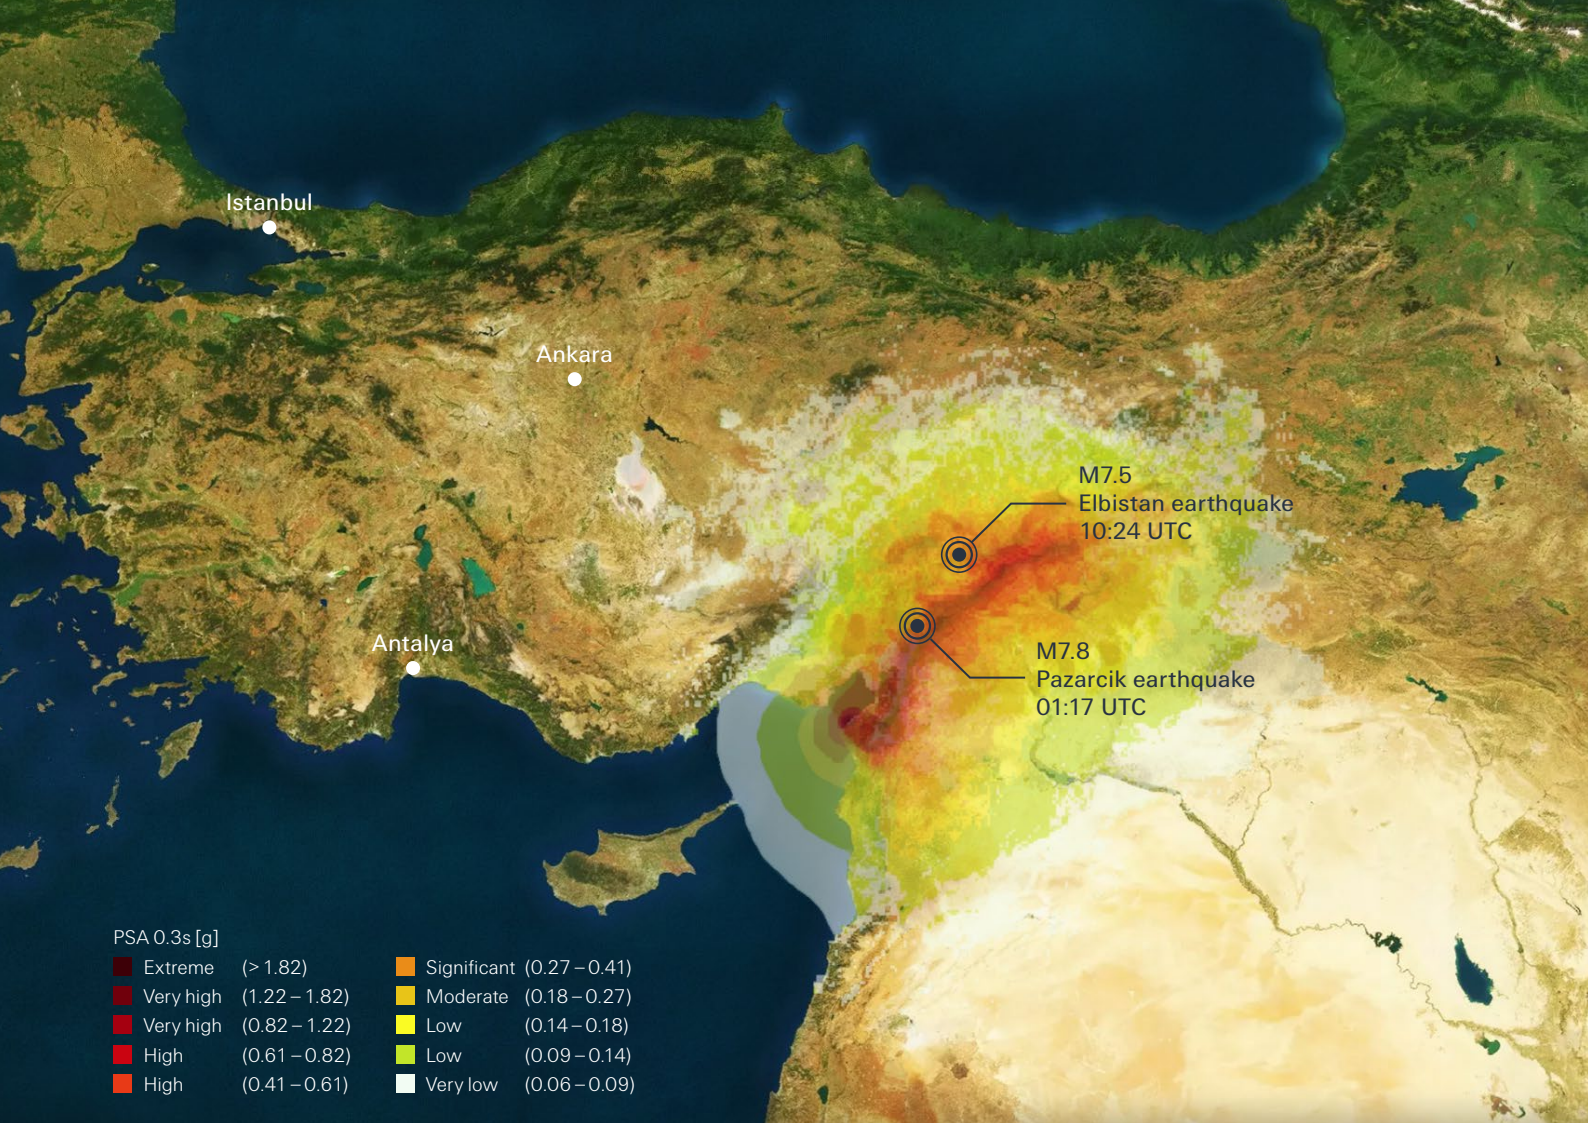 Istanbul
Ankara
M7.5
Elbistan earthquake
10:24 UTC
Antalya
M7.8
Pazarcik earthquake
01:17 UTC
PSA 0.3s [g]
Extreme (> 1.82)
Very high (1.22 – 1.82)
Very high (0.82 – 1.22)
High (0.61 – 0.82)
High (0.41 – 0.61)
Significant (0.27 – 0.41)
Moderate (0.18 – 0.27)
Low (0.14 – 0.18)
Low (0.09 – 0.14)
Very low (0.06 – 0.09)